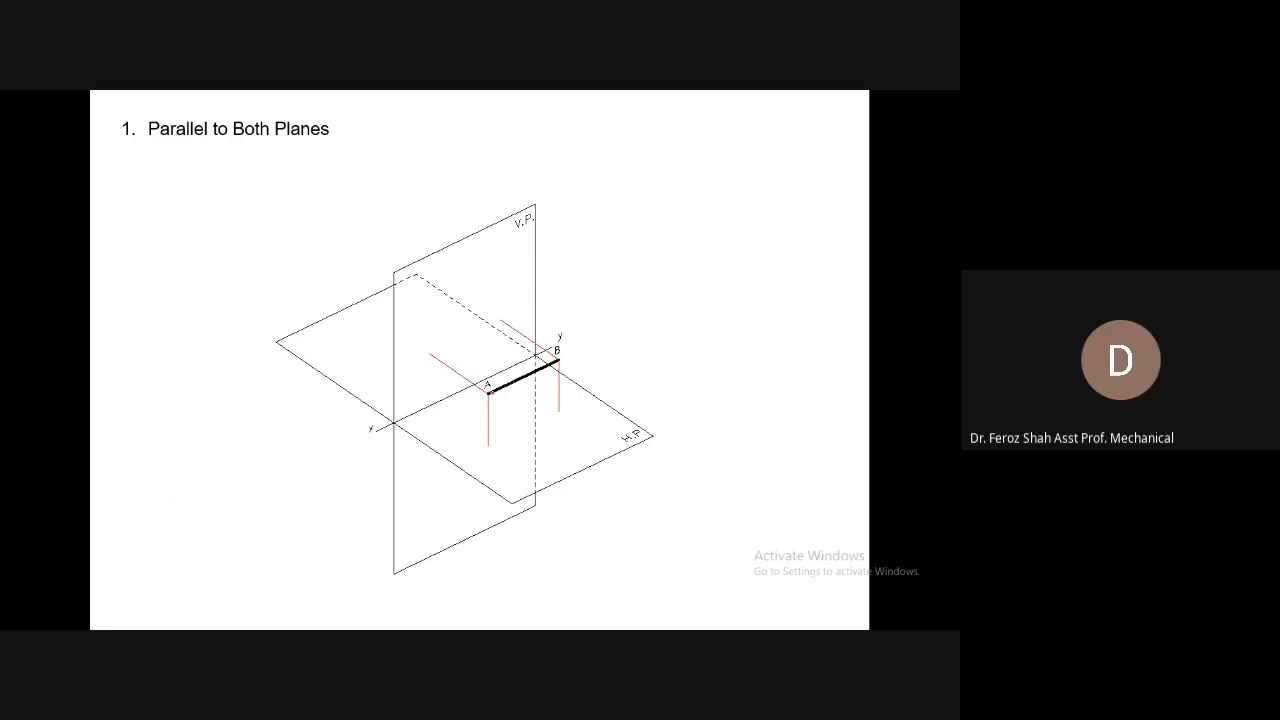 1. Parallel to Both Planes
V.P.
y
B
A
x
H.P
D
Dr. Feroz Shah Asst Prof. Mechanical
Activate Windows
Go to Settings to activate Windows.